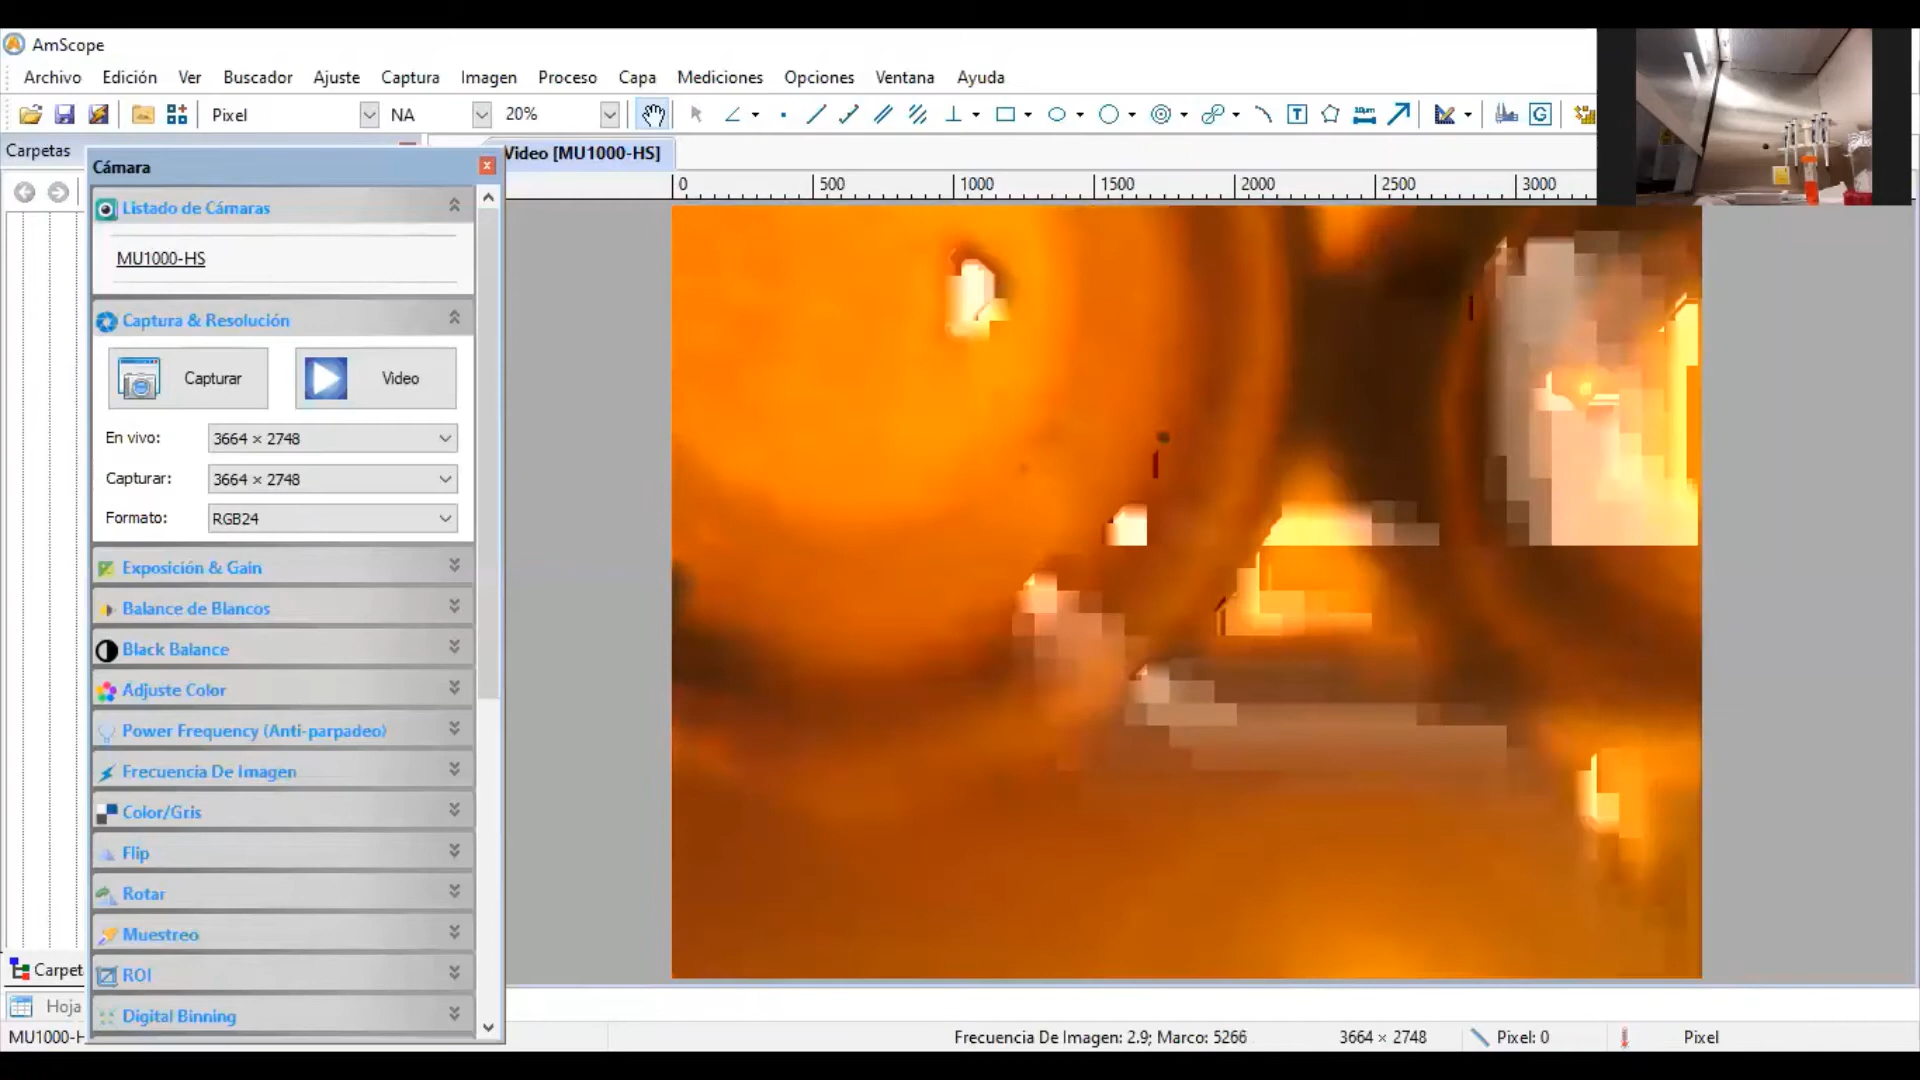 AmScope
Archivo Edición Ver Buscador Ajuste Captura Imagen Proceso Capa Mediciones Opciones Ventana Ayuda
Pixel NA 20%
Carpetas
Cámara
Video [MU1000-HS]
0 500 1000 1500 2000 2500 3000
Listado de Cámaras
MU1000-HS
Captura & Resolución
Capturar Video
En vivo: 3664 × 2748
Capturar: 3664 × 2748
Formato: RGB24
Exposición & Gain
Balance de Blancos
Black Balance
Adjuste Color
Power Frequency (Anti-parpadeo)
Frecuencia De Imagen
Color/Gris
Flip
Rotar
Muestreo
ROI
Digital Binning
Carpet
Hoja
MU1000-H
Frecuencia De Imagen: 2.9; Marco: 5266 3664 × 2748 Pixel: 0 Pixel